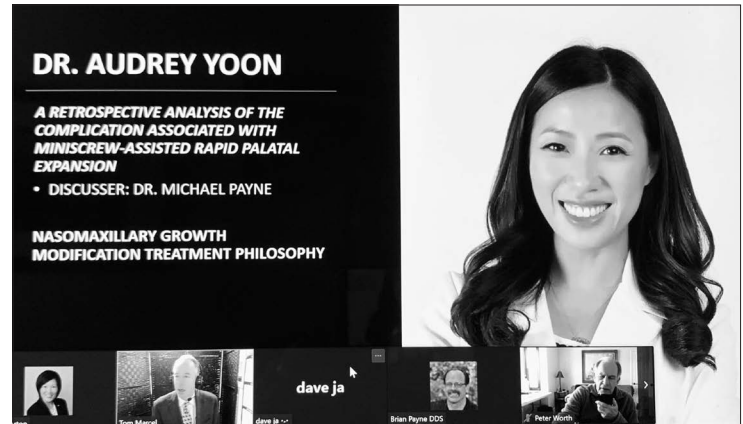 DR. AUDREY YOON
A RETROSPECTIVE ANALYSIS OF THE
COMPLICATION ASSOCIATED WITH
MINISCREW-ASSISTED RAPID PALATAL
EXPANSION
• DISCUSSER: DR. MICHAEL PAYNE
NASOMAXILLARY GROWTH
MODIFICATION TREATMENT PHILOSOPHY
dave ja
Tom Marcel
dave ja
Brian Payne DDS
Peter Worth